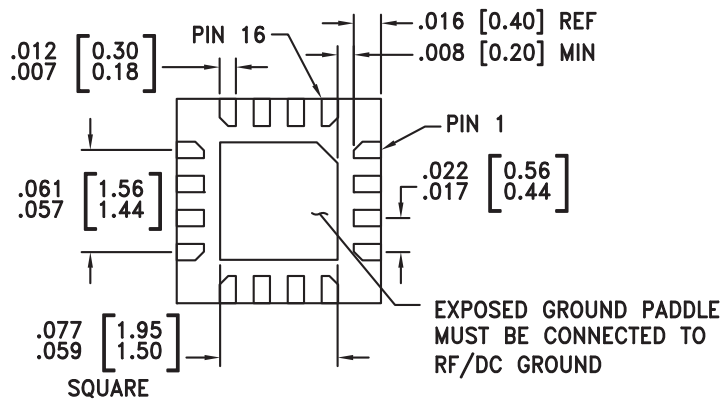 .016 [0.40] REF
PIN 16
.008 [0.20] MIN
.012 [0.30]
.007 [0.18]
PIN 1
.022 [0.56]
.017 [0.44]
.061 [1.56]
.057 [1.44]
EXPOSED GROUND PADDLE
MUST BE CONNECTED TO
RF/DC GROUND
.077 [1.95]
.059 [1.50]
SQUARE